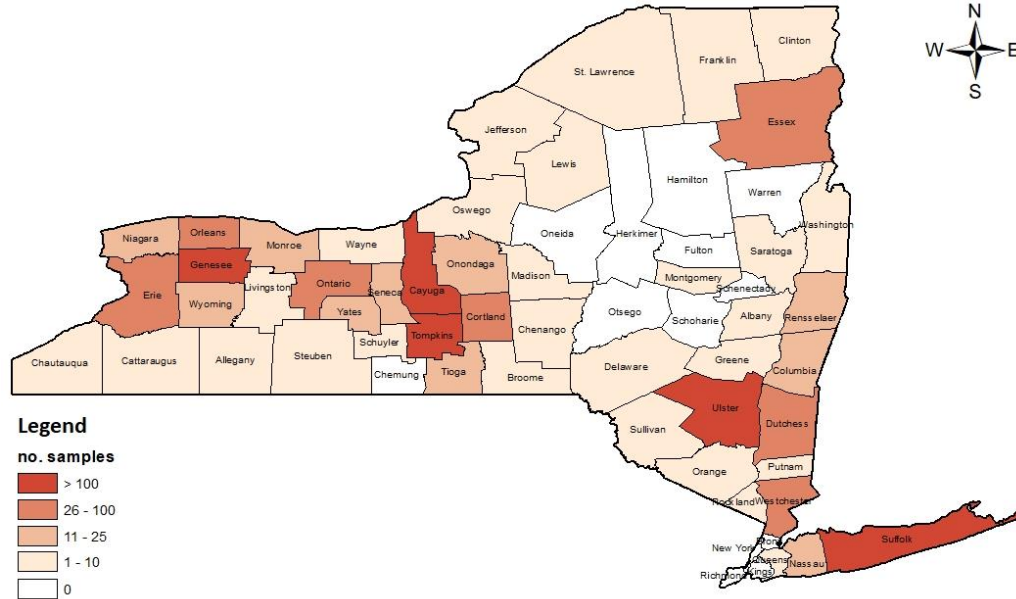 N
W E
S
Clinton
Franklin
St. Lawrence
Essex
Jefferson
Lewis
Hamilton
Warren
Washington
Oswego
Oneida
Herkimer
Fulton
Saratoga
Niagara
Orleans
Monroe
Wayne
Onondaga
Madison
Montgomery
Schenectady
Genesee
Erie
Wyoming
Livingston
Ontario
Seneca
Cayuga
Yates
Cortland
Otsego
Schoharie
Albany
Rensselaer
Chenango
Tompkins
Schuyler
Steuben
Chautauqua
Cattaraugus
Allegany
Chemung
Tioga
Broome
Delaware
Greene
Columbia
Ulster
Dutchess
Sullivan
Orange
Putnam
Rockland
Westchester
Bronx
New York
Queens
Kings
Richmond
Nassau
Suffolk
Legend
no. samples
> 100
26 - 100
11 - 25
1 - 10
0